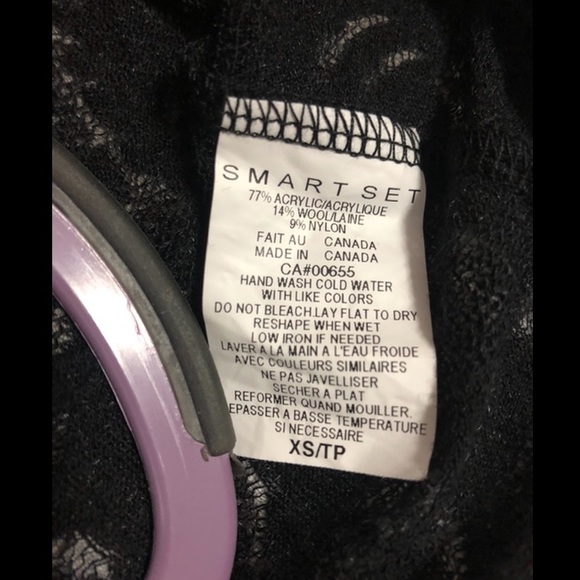 SMART SET
77% ACRYLIC/ACRYLIQUE
14% WOOL/LAINE
9% NYLON
FAIT AU CANADA
MADE IN CANADA
CA#00655
HAND WASH COLD WATER
WITH LIKE COLORS
DO NOT BLEACH.LAY FLAT TO DRY
RESHAPE WHEN WET
LOW IRON IF NEEDED
LAVER A LA MAIN A L'EAU FROIDE
AVEC COULEURS SIMILAIRES
NE PAS JAVELLISER
SECHER A PLAT
REFORMER QUAND MOUILLER.
EPASSER A BASSE TEMPERATURE
SI NECESSAIRE
XS/TP